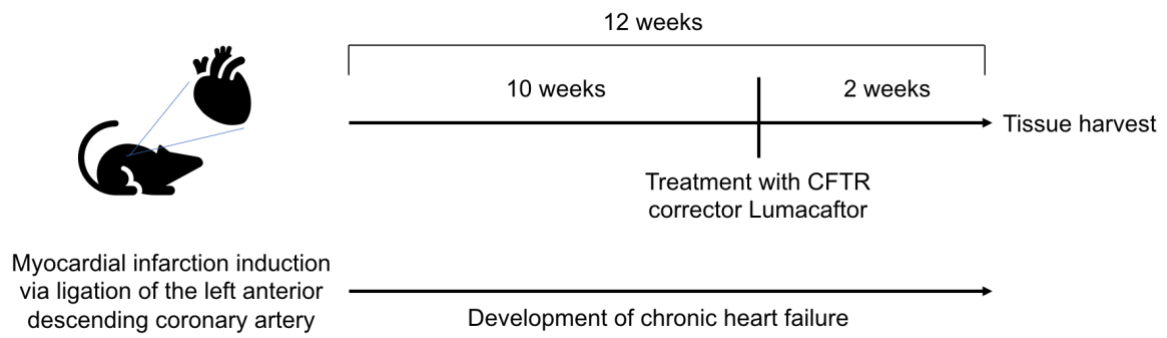 12 weeks
10 weeks
2 weeks
Tissue harvest
Treatment with CFTR
corrector Lumacaftor
Myocardial infarction induction
via ligation of the left anterior
descending coronary artery
Development of chronic heart failure